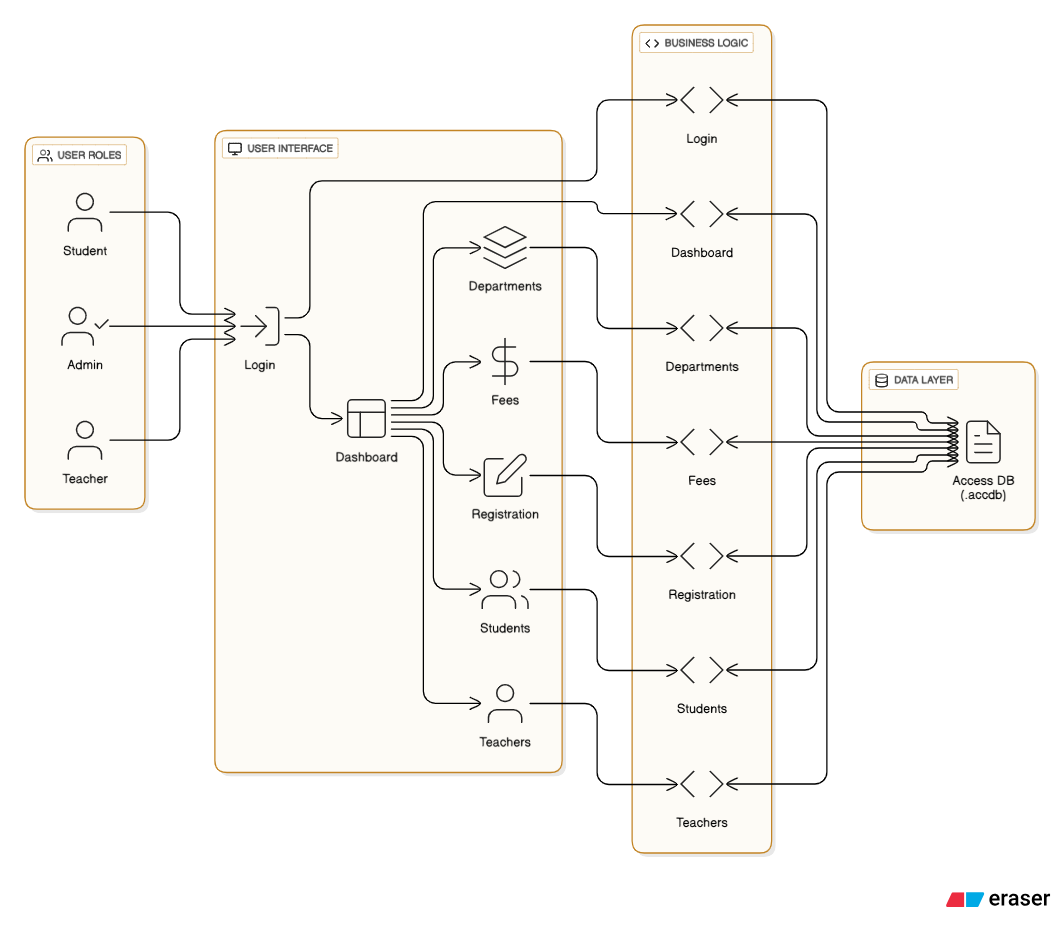 USER ROLES
Student
Admin
Teacher
USER INTERFACE
Login
Dashboard
Departments
Fees
Registration
Students
Teachers
BUSINESS LOGIC
Login
Dashboard
Departments
Fees
Registration
Students
Teachers
DATA LAYER
Access DB
(.accdb)
eraser